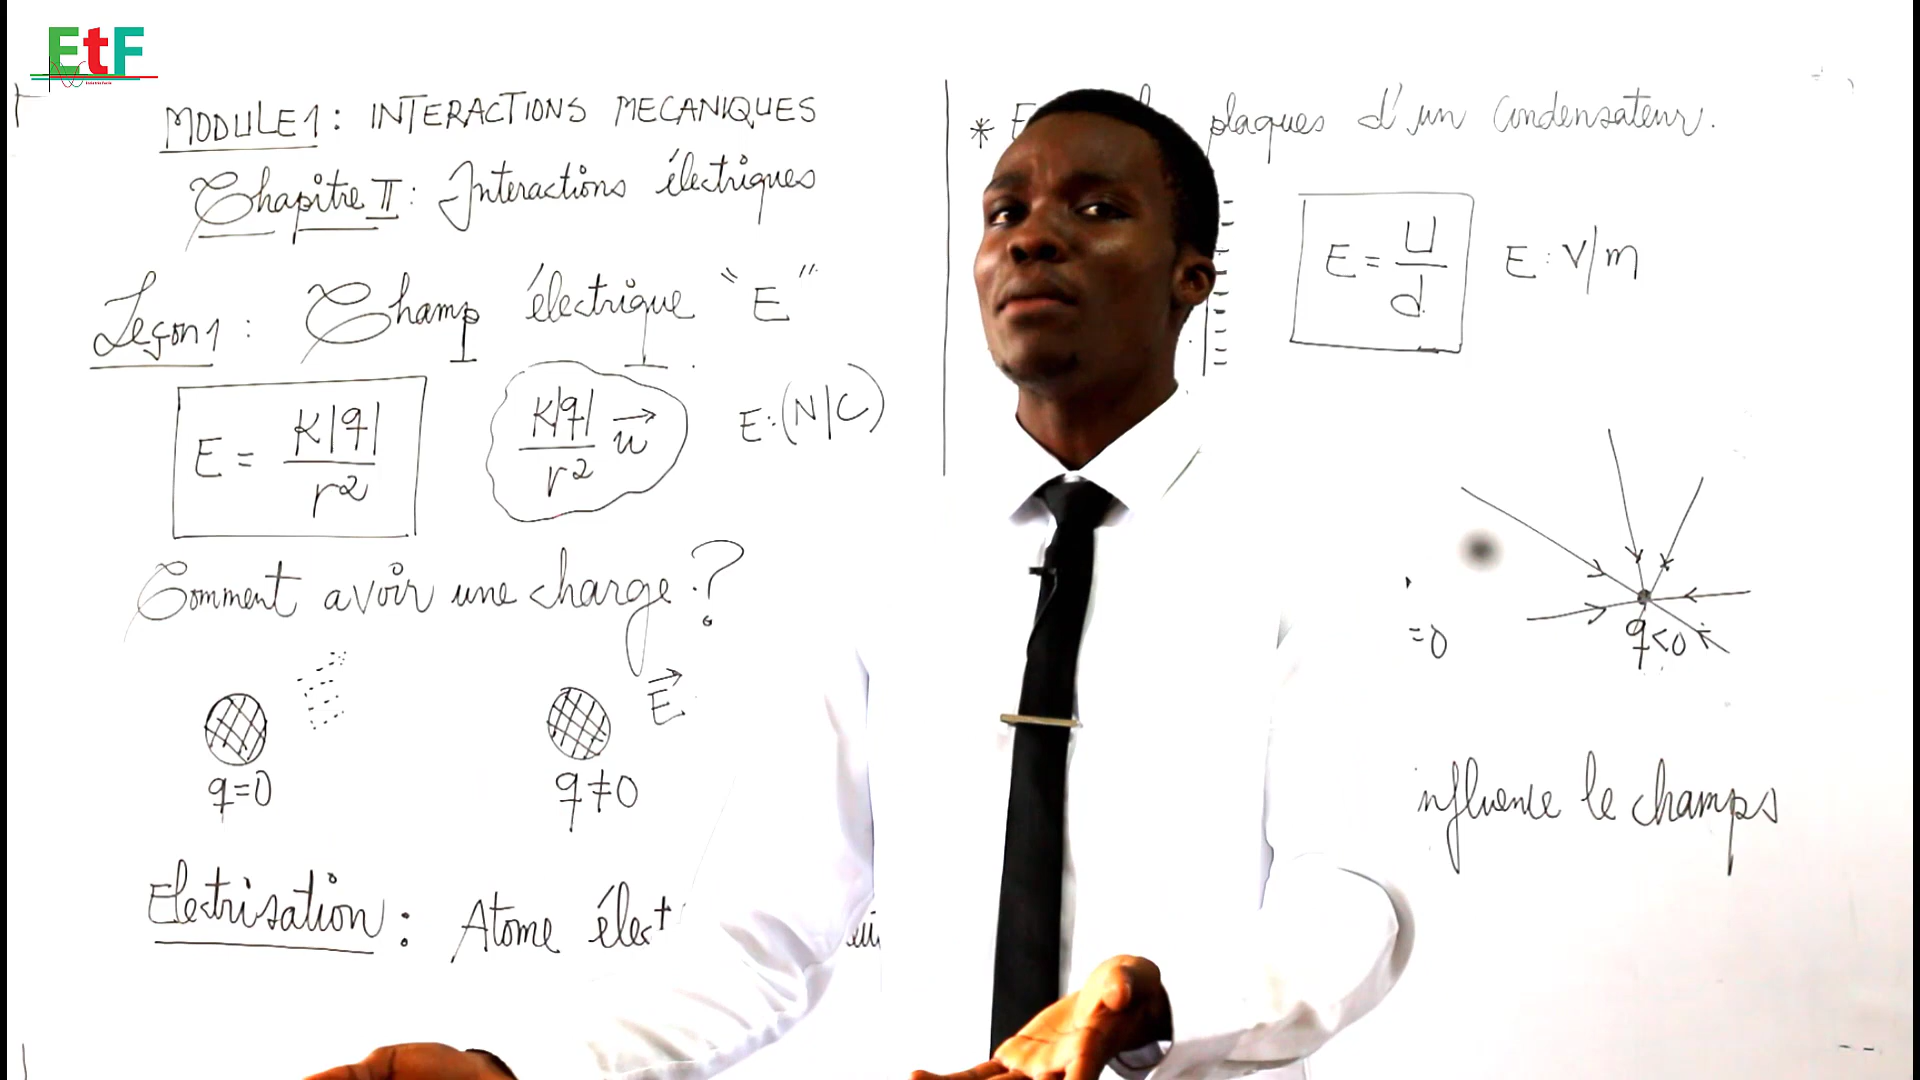 EtF
MODULE 1 : INTERACTIONS MECANIQUES
Chapitre II : Interactions électriques
Leçon 1 : Champ électrique "E"
E = K|q| / r²
K|q| / r² u
E : (N/C)
Comment avoir une charge ?
E
q=0
q≠0
Electrisation : Atome élect
* E plaques d'un Condensateur.
E = U / d
E : V/m
=0
q<0
influence le champs